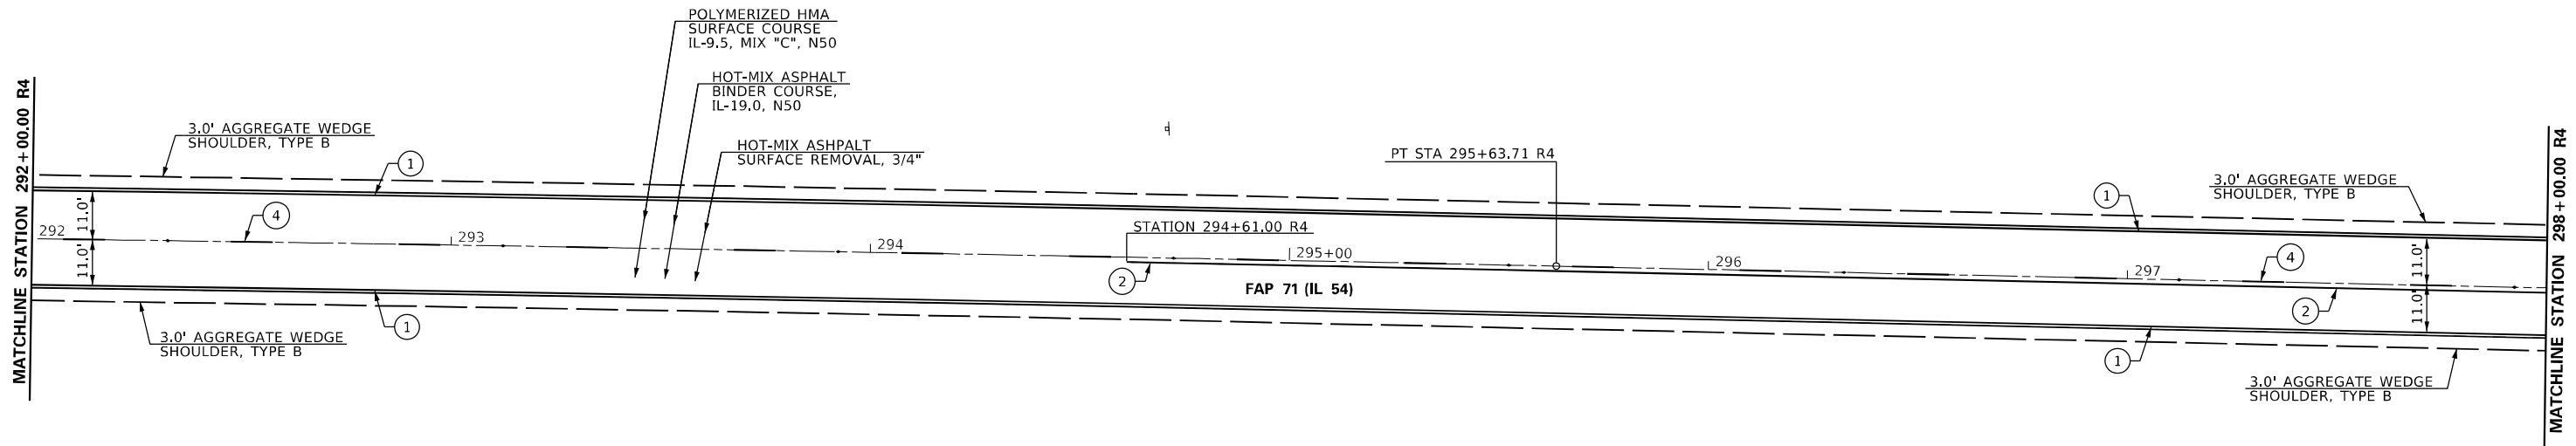 POLYMERIZED HMA
SURFACE COURSE
IL-9.5, MIX "C", N50
HOT-MIX ASPHALT
BINDER COURSE,
IL-19.0, N50
HOT-MIX ASHPALT
SURFACE REMOVAL, 3/4"
3.0' AGGREGATE WEDGE
SHOULDER, TYPE B
1
PT STA 295+63.71 R4
1
3.0' AGGREGATE WEDGE
SHOULDER, TYPE B
MATCHLINE STATION 292+00.00 R4
11.0'
11.0'
4
292
293
294
STATION 294+61.00 R4
295+00
296
297
4
11.0'
11.0'
MATCHLINE STATION 298+00.00 R4
2
FAP 71 (IL 54)
2
3.0' AGGREGATE WEDGE
SHOULDER, TYPE B
1
1
3.0' AGGREGATE WEDGE
SHOULDER, TYPE B